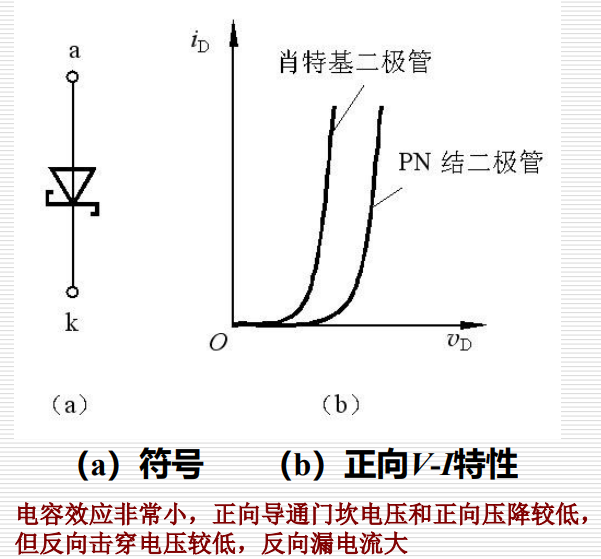 a
k
(a)
i_D
肖特基二极管
PN 结二极管
O
v_D
(b)
(a)符号
(b)正向V-I特性
电容效应非常小，正向导通门坎电压和正向压降较低，
但反向击穿电压较低，反向漏电流大